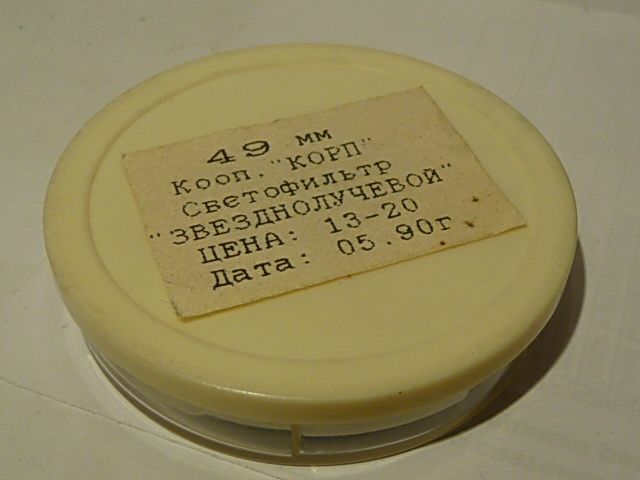 49 мм
Кооп. "КОРП"
Светофильтр
"ЗВЕЗДНОЛУЧЕВОЙ"
ЦЕНА: 13-20
Дата: 05.90г